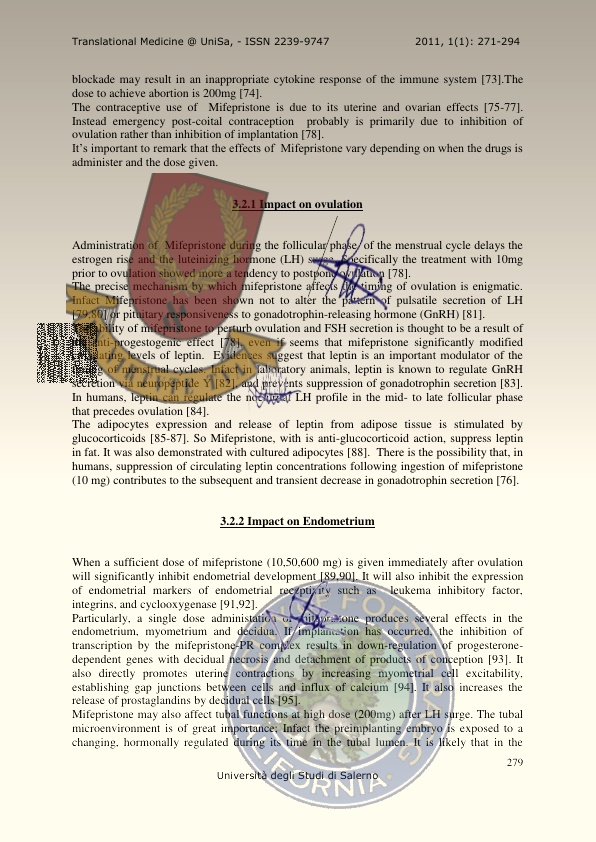 Translational Medicine @ UniSa, - ISSN 2239-9747 2011, 1(1): 271-294
blockade may result in an inappropriate cytokine response of the immune system [73].The
dose to achieve abortion is 200mg [74].
The contraceptive use of Mifepristone is due to its uterine and ovarian effects [75-77].
Instead emergency post-coital contraception probably is primarily due to inhibition of
ovulation rather than inhibition of implantation [78].
It's important to remark that the effects of Mifepristone vary depending on when the drugs is
administer and the dose given.
3.2.1 Impact on ovulation
Administration of Mifepristone during the follicular phase, of the menstrual cycle delays the
estrogen rise and the luteinizing hormone (LH) surge. Specifically the treatment with 10mg
prior to ovulation showed more a tendency to postpone ovulation [78].
The precise mechanism by which mifepristone affects the timing of ovulation is enigmatic.
Infact Mifepristone has been shown not to alter the pattern of pulsatile secretion of LH
[79,80] or pituitary responsiveness to gonadotrophin-releasing hormone (GnRH) [81].
ability of mifepristone to perturb ovulation and FSH secretion is thought to be a result of
anti-progestogenic effect [78], even if seems that mifepristone significantly modified
levels of leptin. Evidences suggest that leptin is an important modulator of the
of menstrual cycles. Infact in laboratory animals, leptin is known to regulate GnRH
secretion via neuropeptide Y [82], and prevents suppression of gonadotrophin secretion [83].
In humans, leptin can regulate the LH profile in the mid- to late follicular phase
that precedes ovulation [84].
The adipocytes expression and release of leptin from adipose tissue is stimulated by
glucocorticoids [85-87]. So Mifepristone, with is anti-glucocorticoid action, suppress leptin
in fat. It was also demonstrated with cultured adipocytes [88]. There is the possibility that, in
humans, suppression of circulating leptin concentrations following ingestion of mifepristone
(10 mg) contributes to the subsequent and transient decrease in gonadotrophin secretion [76].
3.2.2 Impact on Endometrium
When a sufficient dose of mifepristone (10,50,600 mg) is given immediately after ovulation
will significantly inhibit endometrial development [89,90]. It will also inhibit the expression
of endometrial markers of endometrial receptivity such as leukemia inhibitory factor,
integrins, and cyclooxygenase [91,92].
Particularly, a single dose administation of mifepristone produces several effects in the
endometrium, myometrium and decidua. If implantation has occurred, the inhibition of
transcription by the mifepristone-PR complex results in down-regulation of progesterone-
dependent genes with decidual necrosis and detachment of products of conception [93]. It
also directly promotes uterine contractions by increasing myometrial cell excitability,
establishing gap junctions between cells and influx of calcium [94]. It also increases the
release of prostaglandins by decidual cells [95].
Mifepristone may also affect tubal functions at high dose (200mg) after LH surge. The tubal
microenvironment is of great importance; Infact the preimplanting embryo is exposed to a
changing, hormonally regulated during its time in the tubal lumen. It is likely that in the
279
Università degli Studi di Salerno
CALIFORNIA